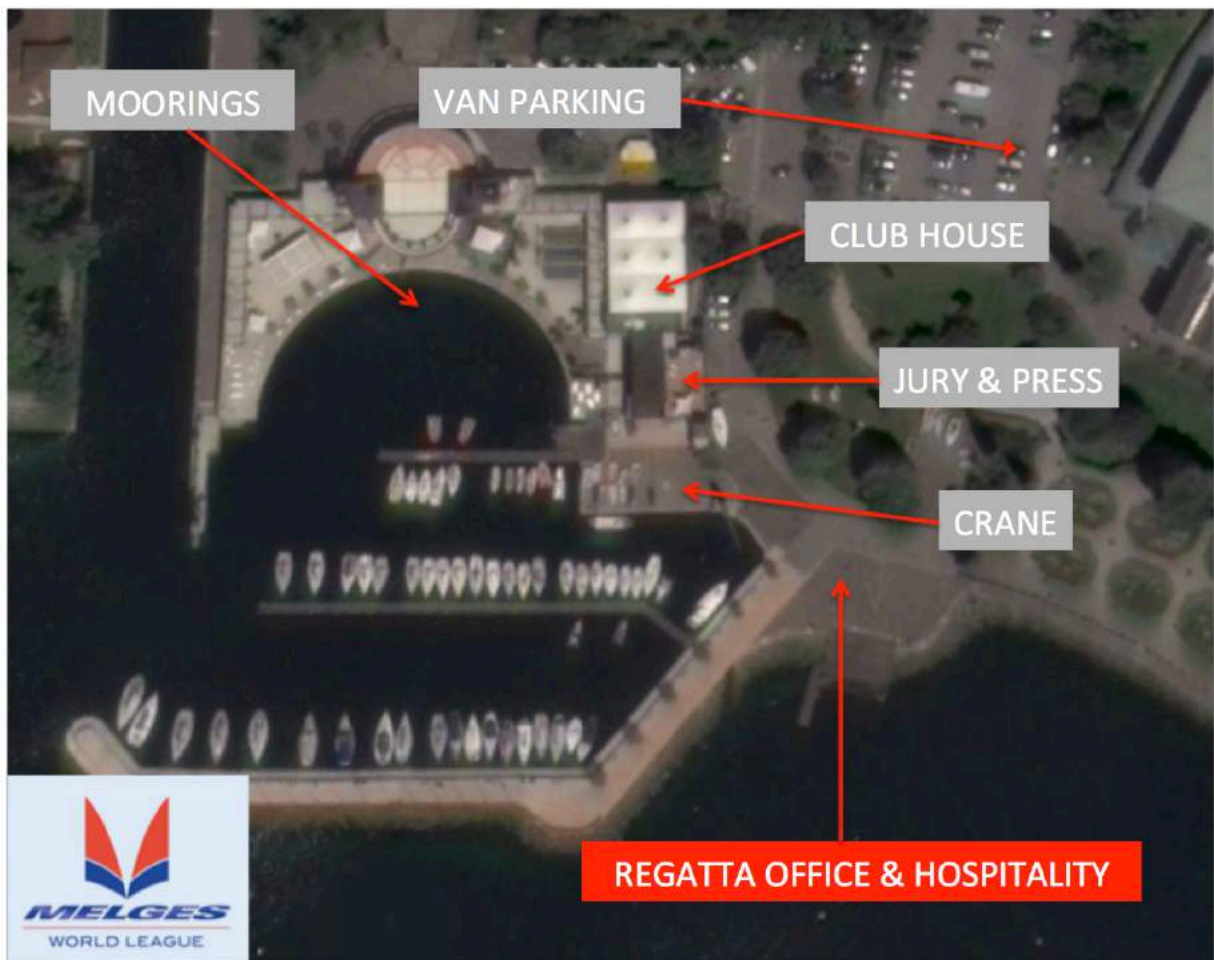 MOORINGS
VAN PARKING
CLUB HOUSE
JURY & PRESS
CRANE
REGATTA OFFICE & HOSPITALITY
MELGES
WORLD LEAGUE